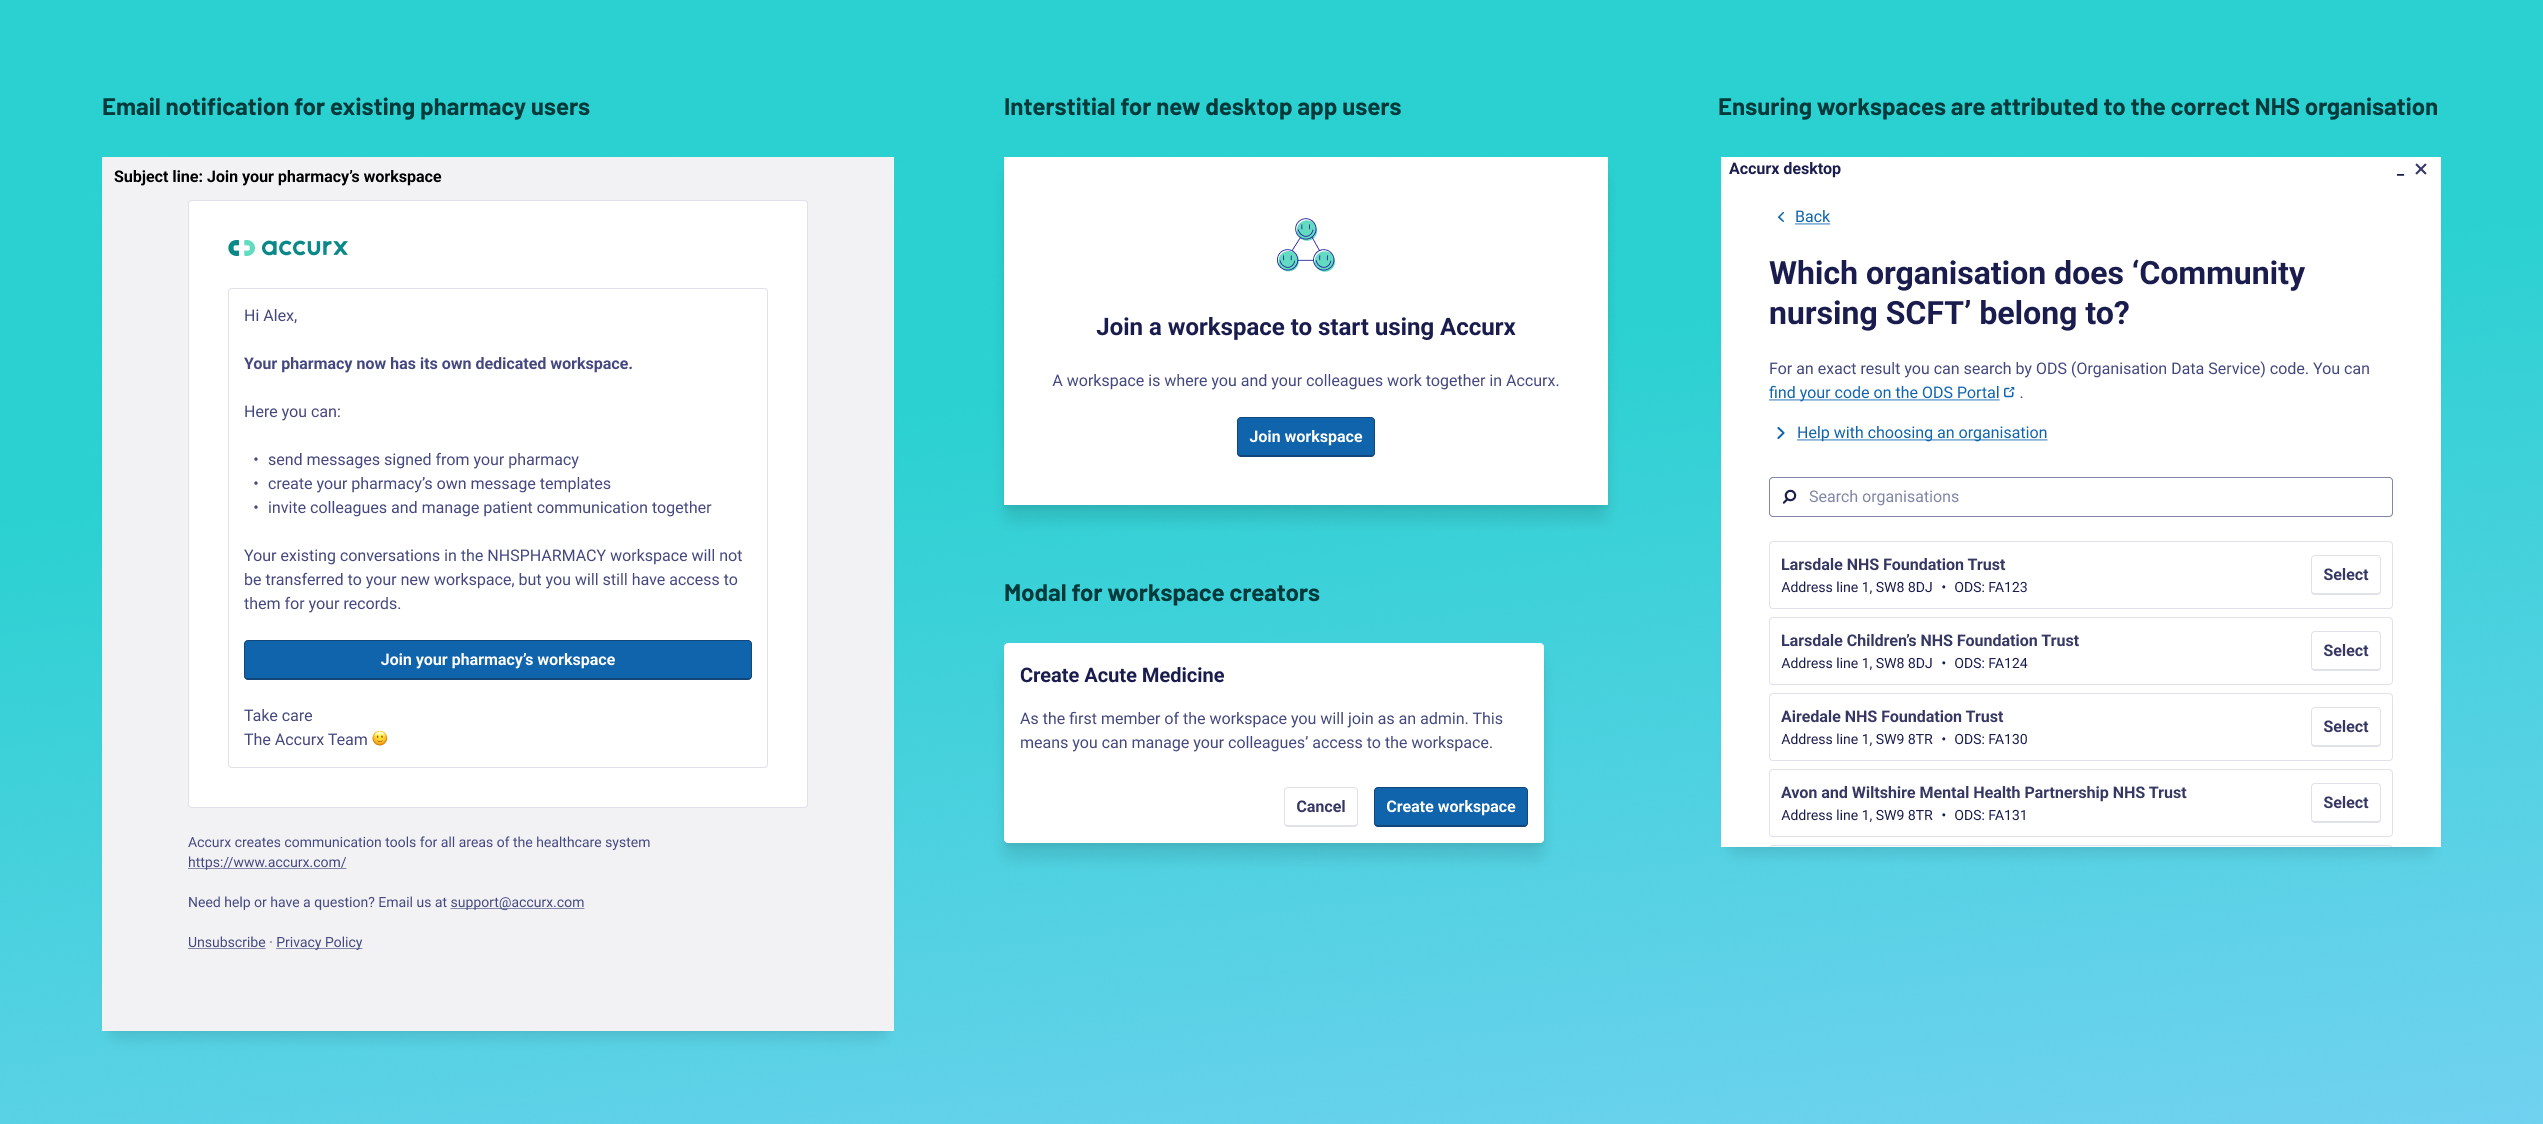 Email notification for existing pharmacy users
Subject line: Join your pharmacy’s workspace
accurx
Hi Alex,
Your pharmacy now has its own dedicated workspace.
Here you can:
• send messages signed from your pharmacy
• create your pharmacy’s own message templates
• invite colleagues and manage patient communication together
Your existing conversations in the NHSPHARMACY workspace will not
be transferred to your new workspace, but you will still have access to
them for your records.
Join your pharmacy’s workspace
Take care
The Accurx Team 🙂
Accurx creates communication tools for all areas of the healthcare system
https://www.accurx.com/
Need help or have a question? Email us at support@accurx.com
Unsubscribe · Privacy Policy
Interstitial for new desktop app users
Join a workspace to start using Accurx
A workspace is where you and your colleagues work together in Accurx.
Join workspace
Modal for workspace creators
Create Acute Medicine
As the first member of the workspace you will join as an admin. This
means you can manage your colleagues’ access to the workspace.
Cancel
Create workspace
Ensuring workspaces are attributed to the correct NHS organisation
Accurx desktop
Back
Which organisation does ‘Community
nursing SCFT’ belong to?
For an exact result you can search by ODS (Organisation Data Service) code. You can
find your code on the ODS Portal .
Help with choosing an organisation
Search organisations
Larsdale NHS Foundation Trust
Address line 1, SW8 8DJ • ODS: FA123
Select
Larsdale Children’s NHS Foundation Trust
Address line 1, SW8 8DJ • ODS: FA124
Select
Airedale NHS Foundation Trust
Address line 1, SW9 8TR • ODS: FA130
Select
Avon and Wiltshire Mental Health Partnership NHS Trust
Address line 1, SW9 8TR • ODS: FA131
Select